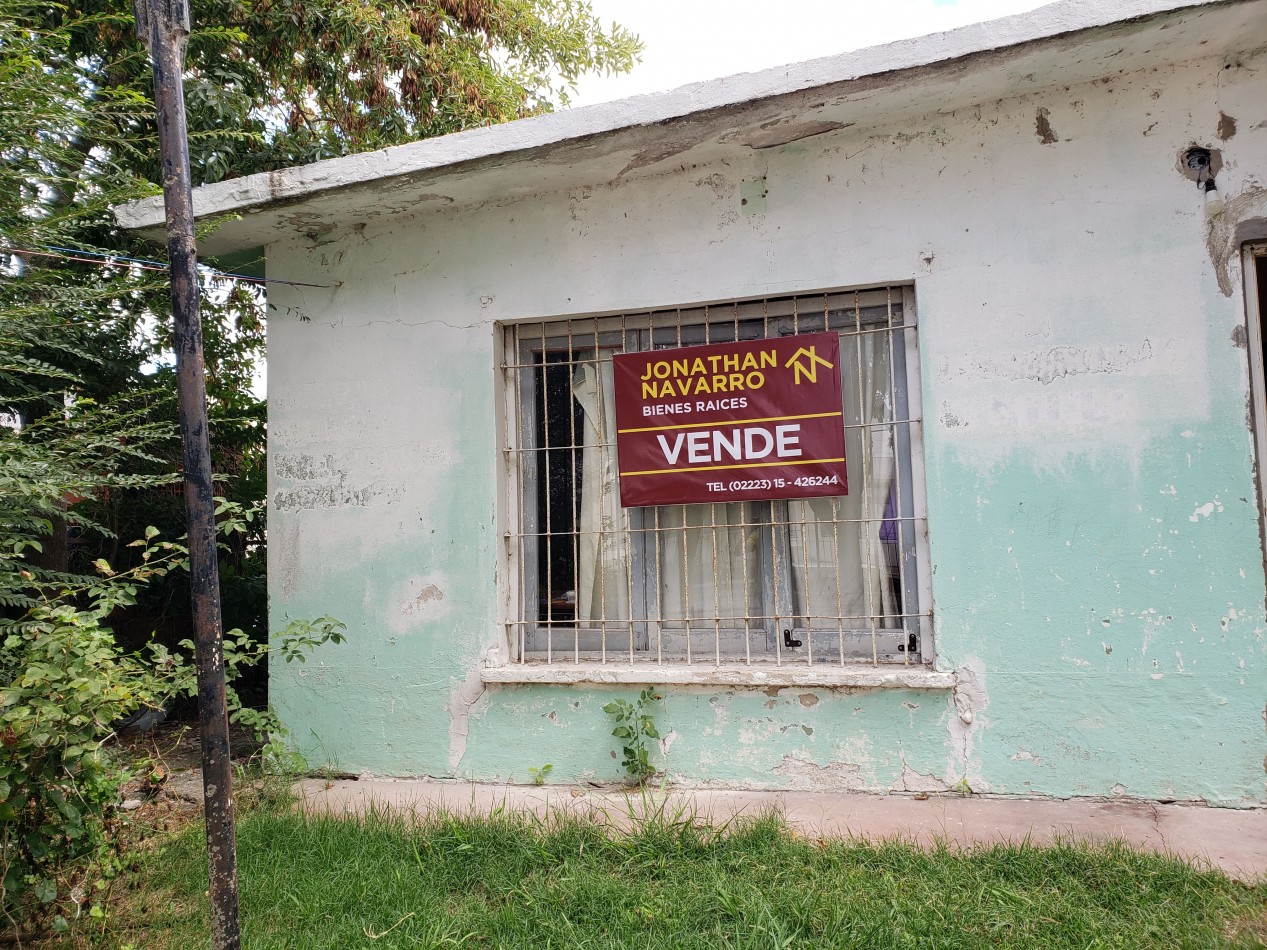 JONATHAN
NAVARRO
BIENES RAICES
VENDE
TEL (02223) 15 - 426244